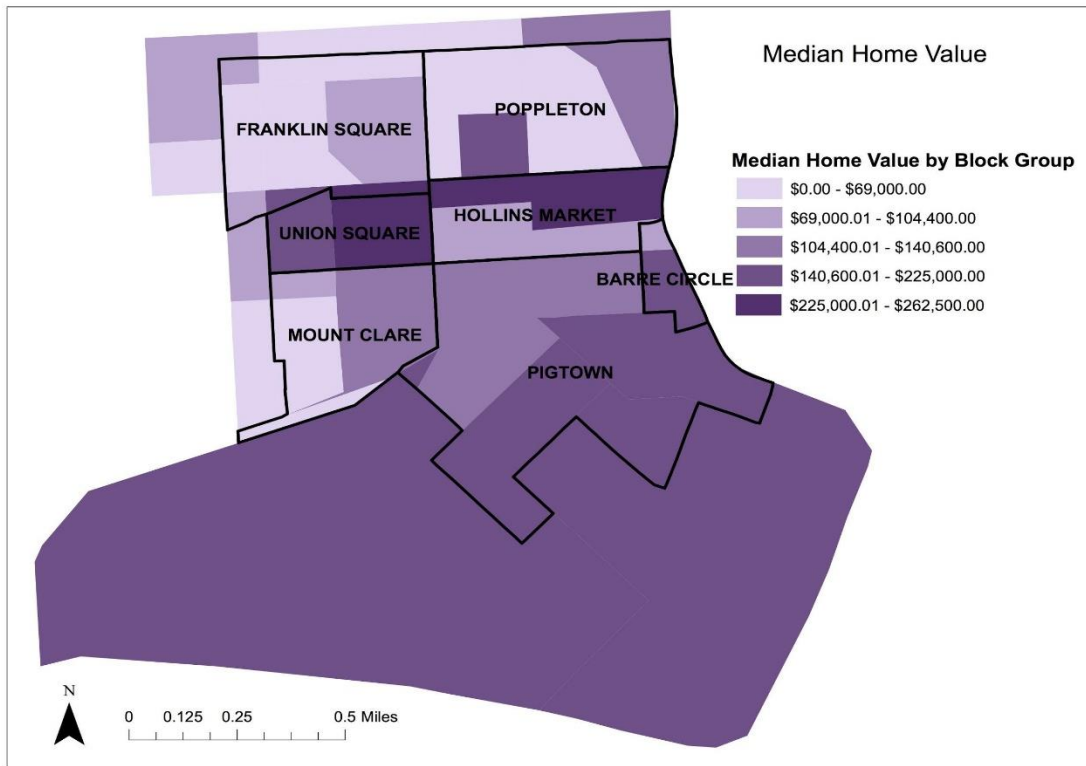 Median Home Value
POPPLETON
FRANKLIN SQUARE
Median Home Value by Block Group
$0.00 - $69,000.00
$69,000.01 - $104,400.00
$104,400.01 - $140,600.00
$140,600.01 - $225,000.00
$225,000.01 - $262,500.00
HOLLINS MARKET
UNION SQUARE
BARRE CIRCLE
MOUNT CLARE
PIGTOWN
N
0 0.125 0.25 0.5 Miles